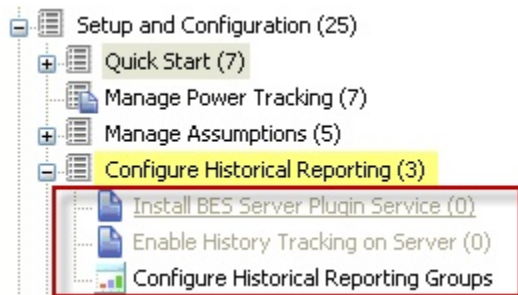 Setup and Configuration (25)
Quick Start (7)
Manage Power Tracking (7)
Manage Assumptions (5)
Configure Historical Reporting (3)
Install BES Server Plugin Service (0)
Enable History Tracking on Server (0)
Configure Historical Reporting Groups